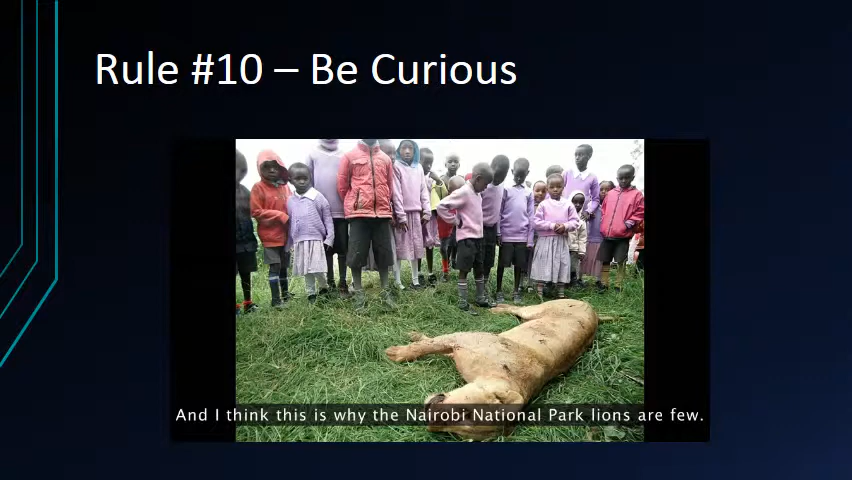 Rule #10 – Be Curious
And I think this is why the Nairobi National Park lions are few.